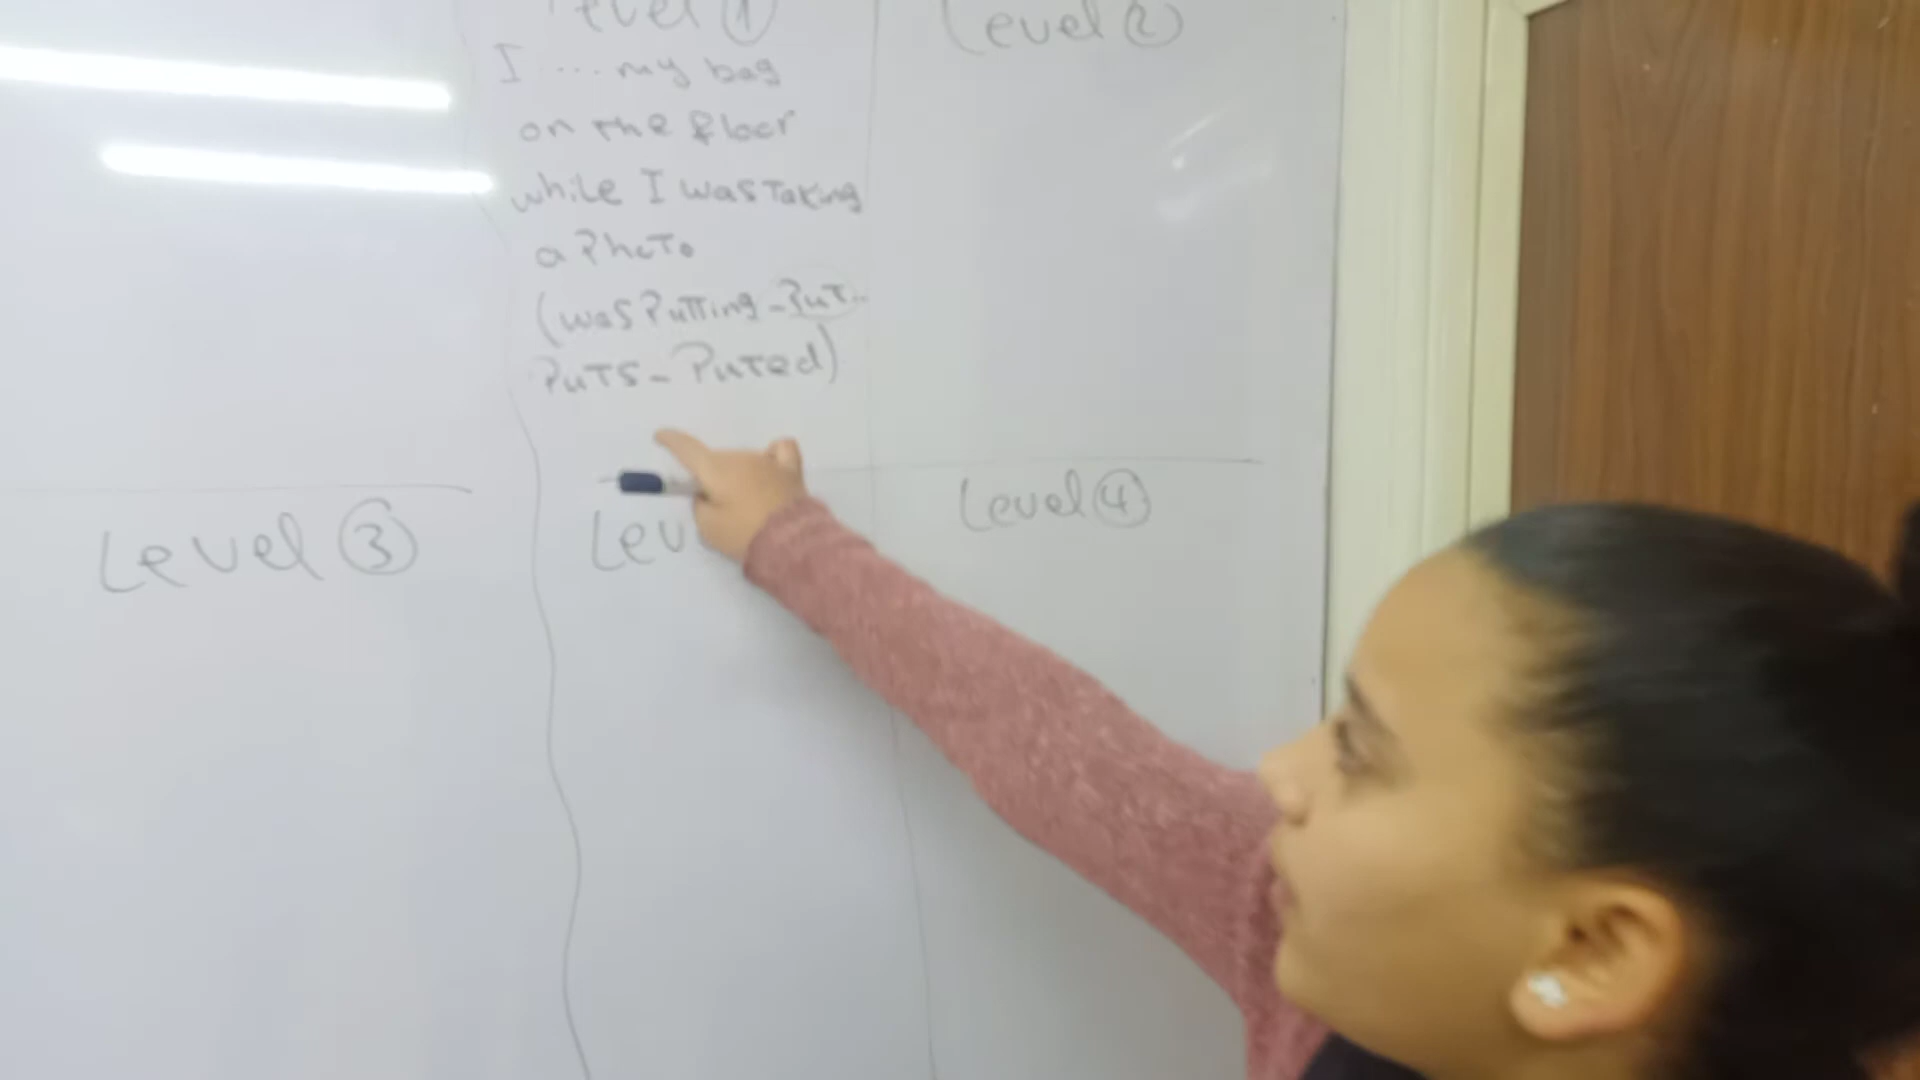 Level ①
I ... my bag
on the floor
while I was Taking
a Photo
(was Putting - Put..
Puts - Puted)
Level ②
Level ③
Lev
Level ④